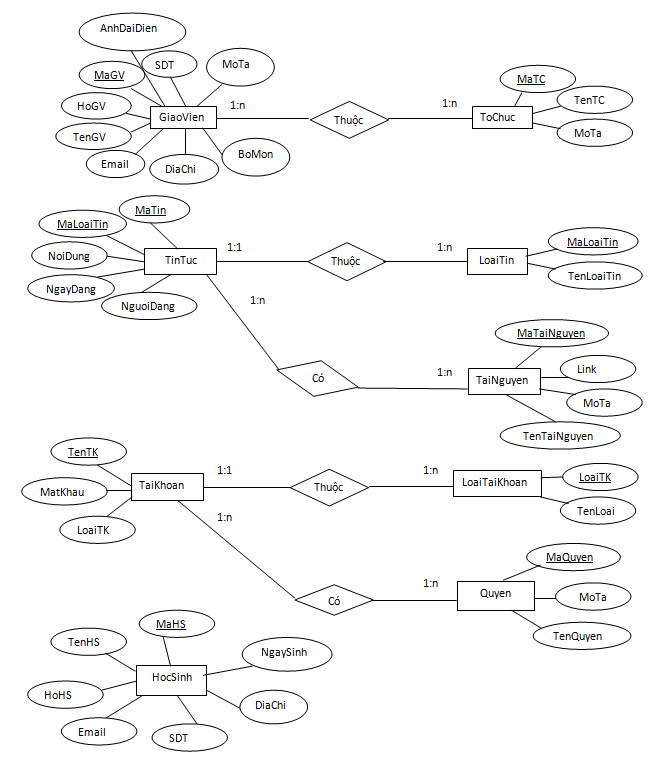 AnhDaiDien
SDT
MoTa
MaGV
HoGV
TenGV
Email
DiaChi
BoMon
GiaoVien
1:n
Thuộc
1:n
ToChuc
MaTC
TenTC
MoTa
MaTin
MaLoaiTin
NoiDung
NgayDang
NguoiDang
TinTuc
1:1
Thuộc
1:n
LoaiTin
MaLoaiTin
TenLoaiTin
1:n
Có
1:n
TaiNguyen
MaTaiNguyen
Link
MoTa
TenTaiNguyen
TenTK
MatKhau
LoaiTK
TaiKhoan
1:1
Thuộc
1:n
LoaiTaiKhoan
LoaiTK
TenLoai
1:n
Có
1:n
Quyen
MaQuyen
MoTa
TenQuyen
MaHS
TenHS
HoHS
Email
SDT
DiaChi
NgaySinh
HocSinh